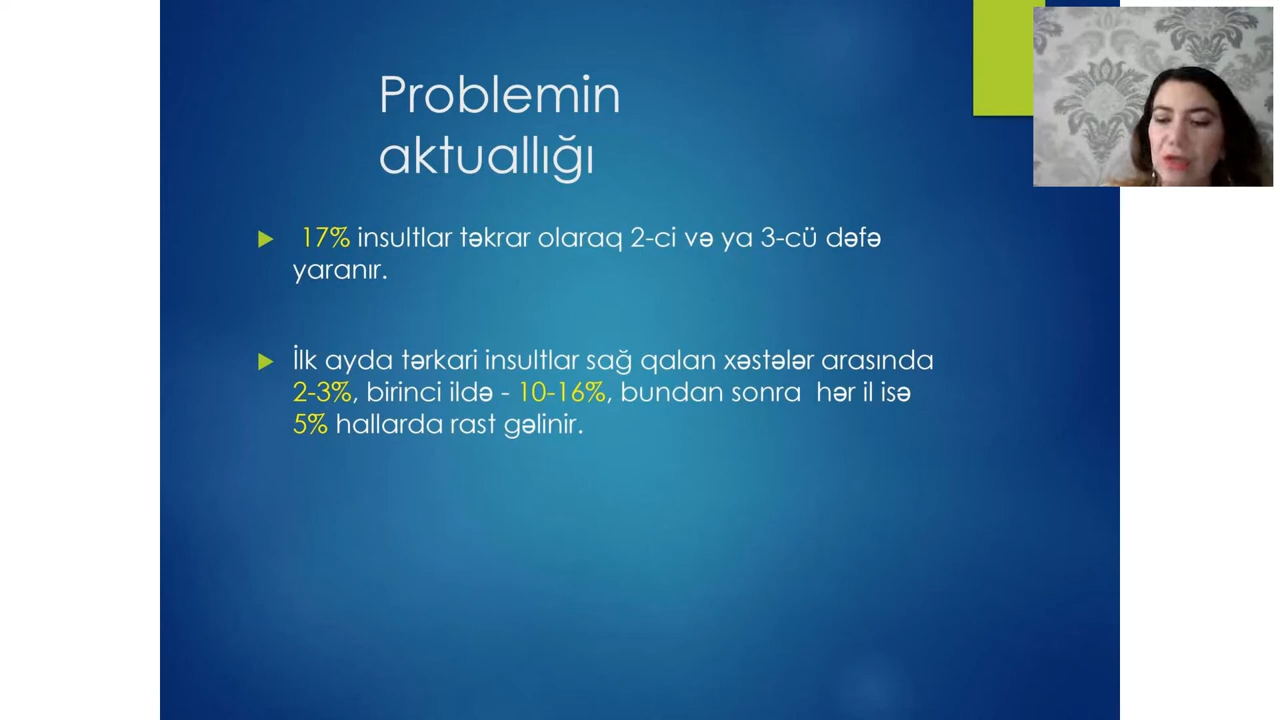 Problemin
aktuallığı
17% insultlar təkrar olaraq 2-ci və ya 3-cü dəfə
yaranır.
İlk ayda tərkari insultlar sağ qalan xəstələr arasında
2-3%, birinci ildə - 10-16%, bundan sonra  hər il isə
5% hallarda rast gəlinir.